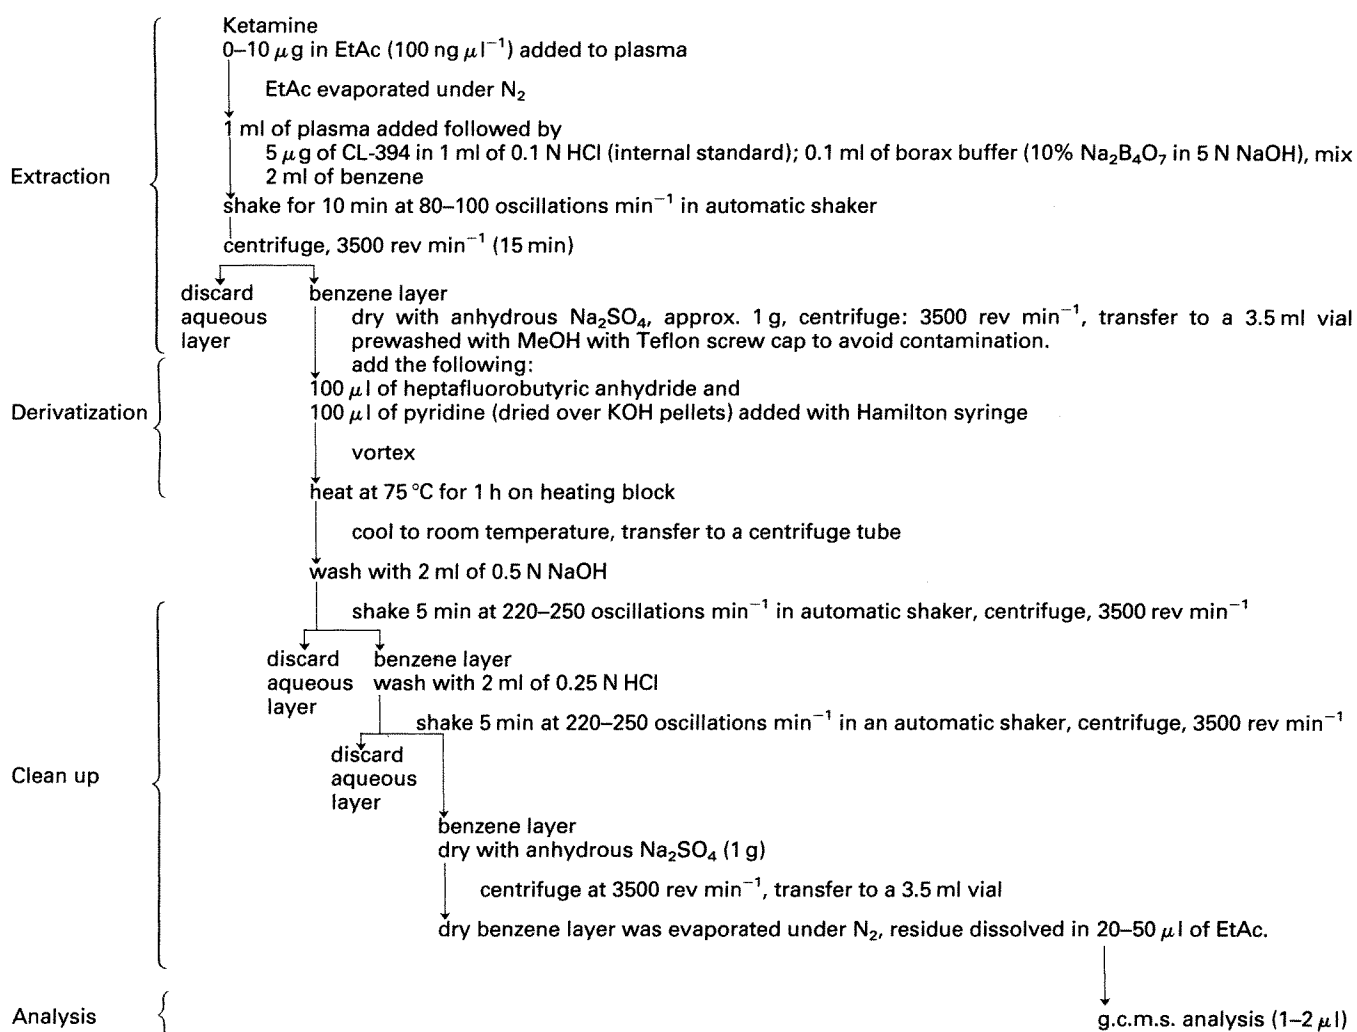 Ketamine
0–10 μg in EtAc (100 ng μl⁻¹) added to plasma
EtAc evaporated under N₂
1 ml of plasma added followed by
5 μg of CL-394 in 1 ml of 0.1 N HCl (internal standard); 0.1 ml of borax buffer (10% Na₂B₄O₇ in 5 N NaOH), mix
2 ml of benzene
Extraction
shake for 10 min at 80–100 oscillations min⁻¹ in automatic shaker
centrifuge, 3500 rev min⁻¹ (15 min)
discard
aqueous
layer
benzene layer
dry with anhydrous Na₂SO₄, approx. 1 g, centrifuge: 3500 rev min⁻¹, transfer to a 3.5 ml vial
prewashed with MeOH with Teflon screw cap to avoid contamination.
add the following:
Derivatization
100 μl of heptafluorobutyric anhydride and
100 μl of pyridine (dried over KOH pellets) added with Hamilton syringe
vortex
heat at 75 °C for 1 h on heating block
cool to room temperature, transfer to a centrifuge tube
wash with 2 ml of 0.5 N NaOH
shake 5 min at 220–250 oscillations min⁻¹ in automatic shaker, centrifuge, 3500 rev min⁻¹
discard
aqueous
layer
benzene layer
wash with 2 ml of 0.25 N HCl
shake 5 min at 220–250 oscillations min⁻¹ in an automatic shaker, centrifuge, 3500 rev min⁻¹
Clean up
discard
aqueous
layer
benzene layer
dry with anhydrous Na₂SO₄ (1 g)
centrifuge at 3500 rev min⁻¹, transfer to a 3.5 ml vial
dry benzene layer was evaporated under N₂, residue dissolved in 20–50 μl of EtAc.
Analysis
g.c.m.s. analysis (1–2 μl)